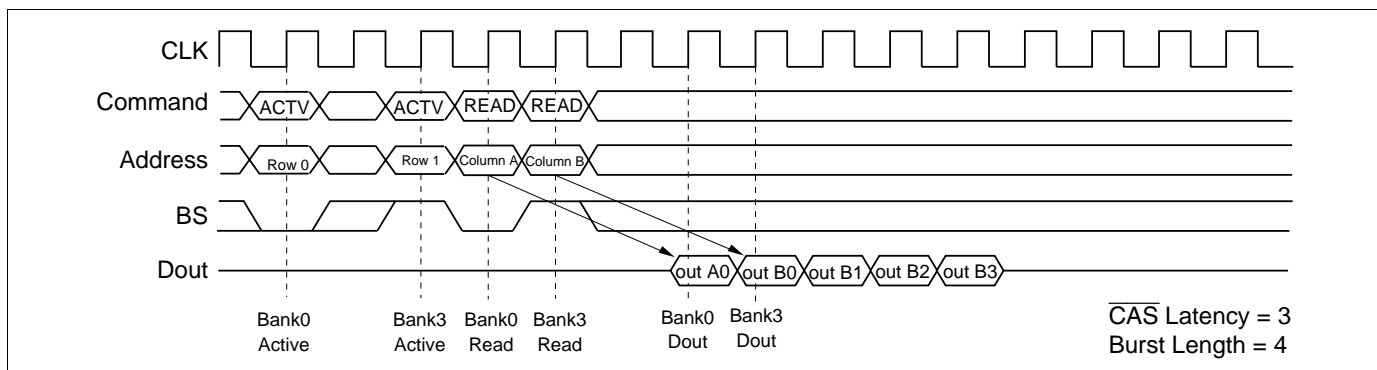 CLK
Command ACTV ACTV READ READ
Address Row 0 Row 1 Column A Column B
BS
Dout out A0 out B0 out B1 out B2 out B3
Bank0 Active
Bank3 Active
Bank0 Read
Bank3 Read
Bank0 Dout
Bank3 Dout
CAS Latency = 3
Burst Length = 4